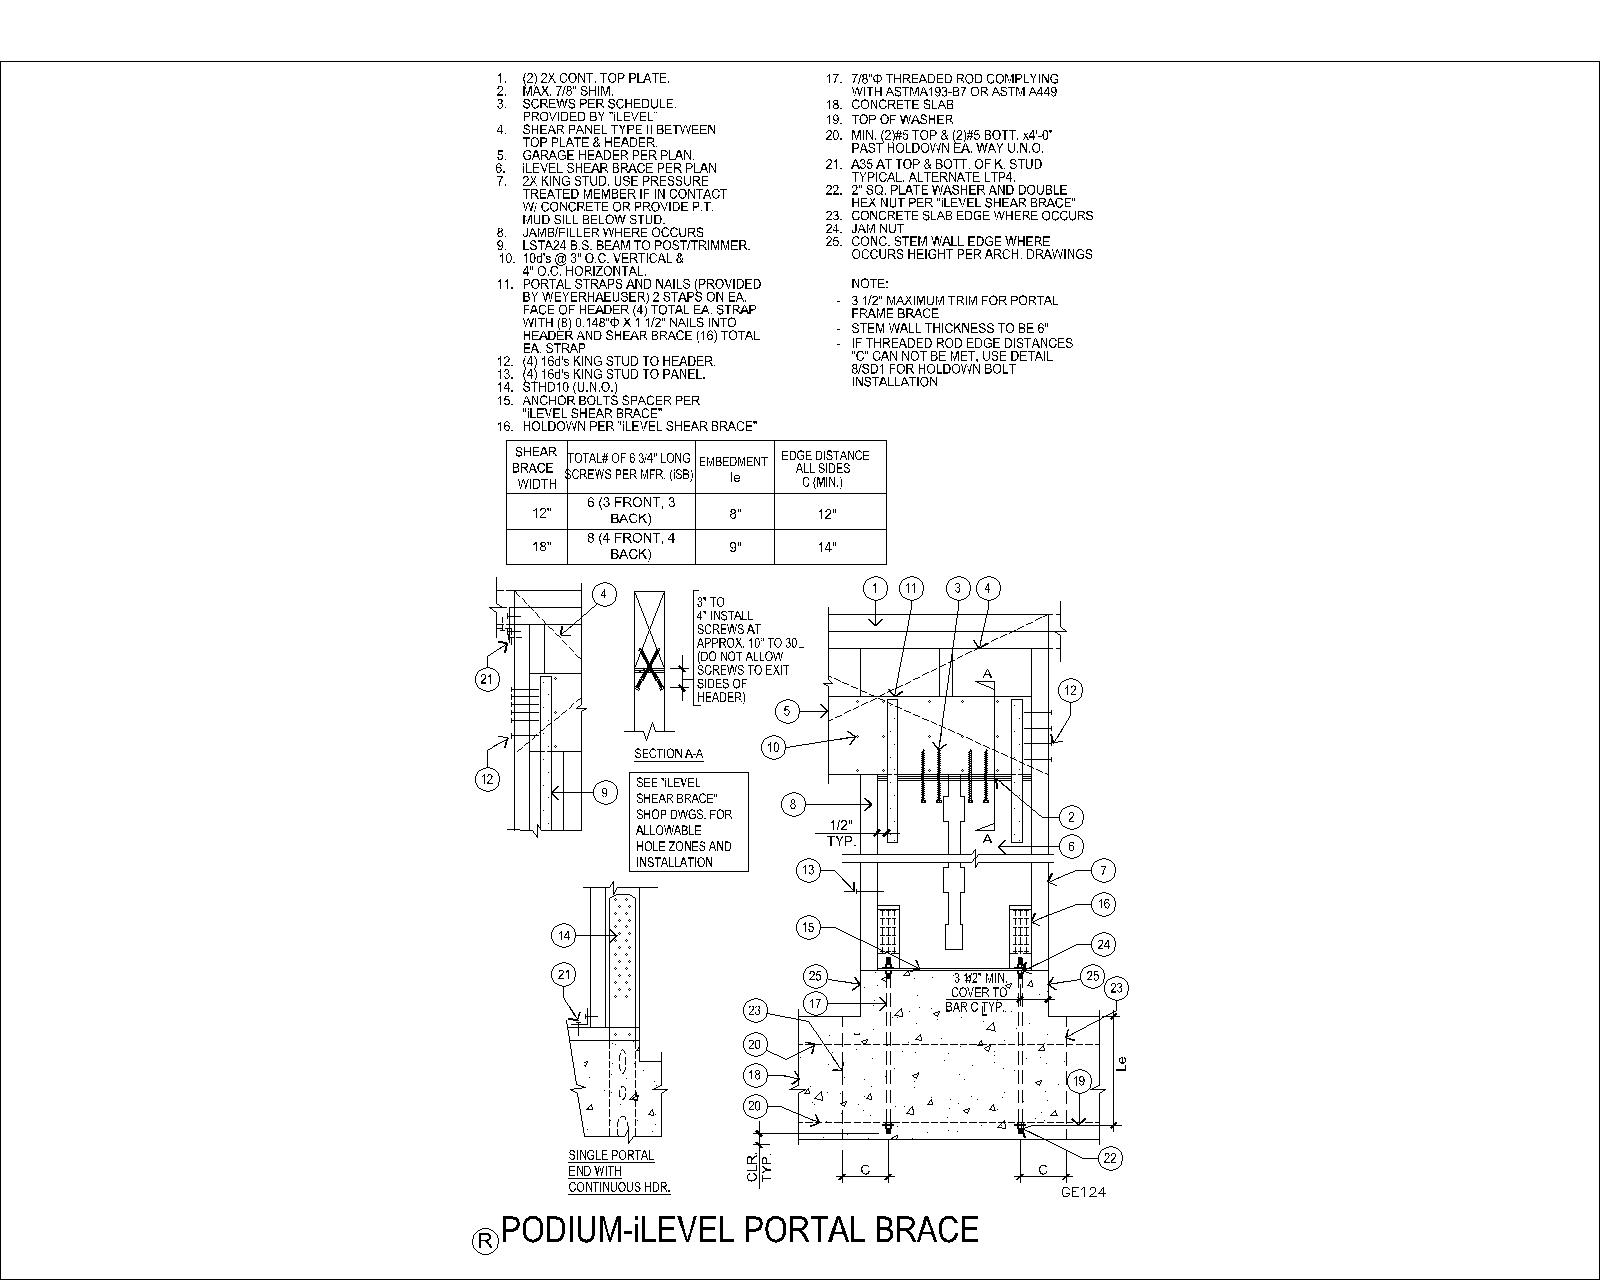 1. (2) 2X CONT. TOP PLATE.
2. MAX. 7/8" SHIM.
3. SCREWS PER SCHEDULE.
PROVIDED BY "iLEVEL"
4. SHEAR PANEL TYPE II BETWEEN
TOP PLATE & HEADER.
5. GARAGE HEADER PER PLAN.
6. iLEVEL SHEAR BRACE PER PLAN
7. 2X KING STUD. USE PRESSURE
TREATED MEMBER IF IN CONTACT
W/ CONCRETE OR PROVIDE P.T.
MUD SILL BELOW STUD.
8. JAMB/FILLER WHERE OCCURS
9. LSTA24 B.S. BEAM TO POST/TRIMMER.
10. 10d's @ 3" O.C. VERTICAL &
4" O.C. HORIZONTAL.
11. PORTAL STRAPS AND NAILS (PROVIDED
BY WEYERHAEUSER) 2 STAPS ON EA.
FACE OF HEADER (4) TOTAL EA. STRAP
WITH (8) 0.148"Φ X 1 1/2" NAILS INTO
HEADER AND SHEAR BRACE (16) TOTAL
EA. STRAP
12. (4) 16d's KING STUD TO HEADER.
13. (4) 16d's KING STUD TO PANEL.
14. STHD10 (U.N.O.)
15. ANCHOR BOLTS SPACER PER
"iLEVEL SHEAR BRACE"
16. HOLDOWN PER "iLEVEL SHEAR BRACE"
17. 7/8"Φ THREADED ROD COMPLYING
WITH ASTMA193-B7 OR ASTM A449
18. CONCRETE SLAB
19. TOP OF WASHER
20. MIN. (2)#5 TOP & (2)#5 BOTT. x4'-0"
PAST HOLDOWN EA. WAY U.N.O.
21. A35 AT TOP & BOTT. OF K. STUD
TYPICAL. ALTERNATE LTP4.
22. 2" SQ. PLATE WASHER AND DOUBLE
HEX NUT PER "iLEVEL SHEAR BRACE"
23. CONCRETE SLAB EDGE WHERE OCCURS
24. JAM NUT
25. CONC. STEM WALL EDGE WHERE
OCCURS HEIGHT PER ARCH. DRAWINGS
NOTE:
- 3 1/2" MAXIMUM TRIM FOR PORTAL
FRAME BRACE
- STEM WALL THICKNESS TO BE 6"
- IF THREADED ROD EDGE DISTANCES
"C" CAN NOT BE MET, USE DETAIL
8/SD1 FOR HOLDOWN BOLT
INSTALLATION
SHEAR
BRACE
WIDTH
TOTAL# OF 6 3/4" LONG
SCREWS PER MFR. (iSB)
EMBEDMENT
le
EDGE DISTANCE
ALL SIDES
C (MIN.)
12"
6 (3 FRONT, 3
BACK)
8"
12"
18"
8 (4 FRONT, 4
BACK)
9"
14"
4
21
12
9
3" TO
4" INSTALL
SCREWS AT
APPROX. 10° TO 30_
(DO NOT ALLOW
SCREWS TO EXIT
SIDES OF
HEADER)
SECTION A-A
SEE "iLEVEL
SHEAR BRACE"
SHOP DWGS. FOR
ALLOWABLE
HOLE ZONES AND
INSTALLATION
14
21
SINGLE PORTAL
END WITH
CONTINUOUS HDR.
1
11
3
4
A
12
5
10
8
2
1/2"
TYP.
A
6
13
7
16
15
24
25
3 1/2" MIN.
COVER TO
BAR C TYP.
25
23
17
23
20
18
Le
19
20
22
CLR.
TYP.
C
C
GE124
R
PODIUM-iLEVEL PORTAL BRACE